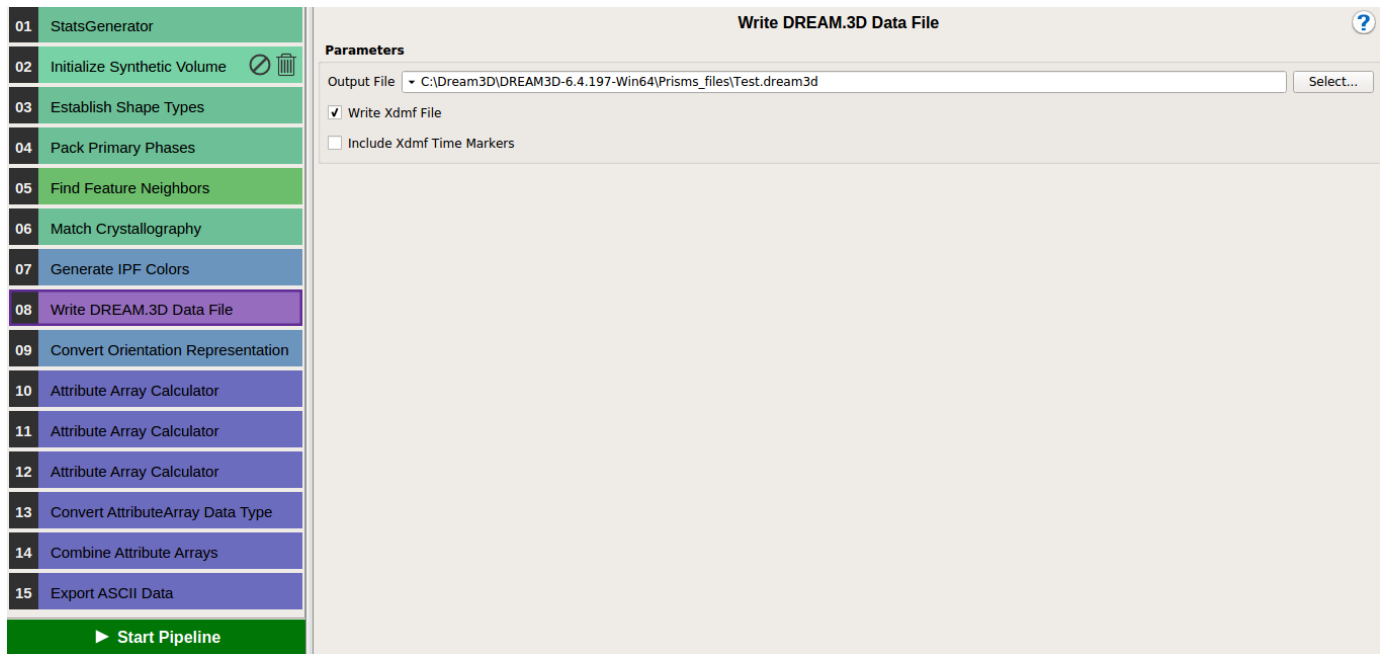 01 StatsGenerator
02 Initialize Synthetic Volume
03 Establish Shape Types
04 Pack Primary Phases
05 Find Feature Neighbors
06 Match Crystallography
07 Generate IPF Colors
08 Write DREAM.3D Data File
09 Convert Orientation Representation
10 Attribute Array Calculator
11 Attribute Array Calculator
12 Attribute Array Calculator
13 Convert AttributeArray Data Type
14 Combine Attribute Arrays
15 Export ASCII Data
Start Pipeline
Write DREAM.3D Data File
?
Parameters
Output File C:\Dream3D\DREAM3D-6.4.197-Win64\Prisms_files\Test.dream3d Select...
Write Xdmf File
Include Xdmf Time Markers